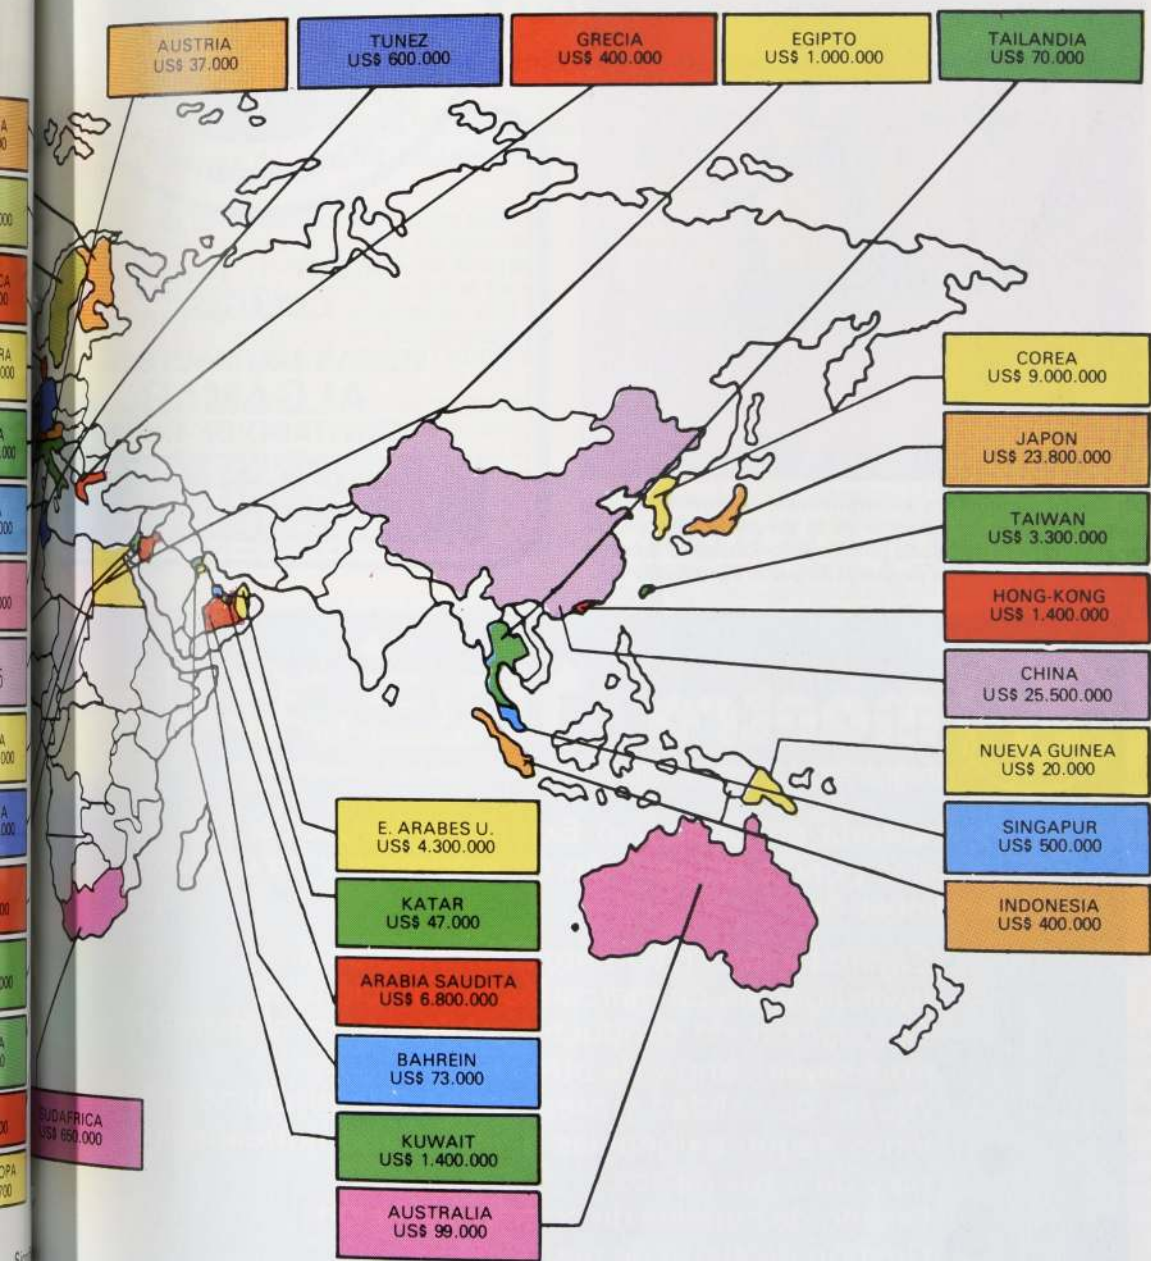 AUSTRIA
US$ 37.000
TUNEZ
US$ 600.000
GRECIA
US$ 400.000
EGIPTO
US$ 1.000.000
TAILANDIA
US$ 70.000
COREA
US$ 9.000.000
JAPON
US$ 23.800.000
TAIWAN
US$ 3.300.000
HONG-KONG
US$ 1.400.000
CHINA
US$ 25.500.000
NUEVA GUINEA
US$ 20.000
SINGAPUR
US$ 500.000
INDONESIA
US$ 400.000
E. ARABES U.
US$ 4.300.000
KATAR
US$ 47.000
ARABIA SAUDITA
US$ 6.800.000
BAHREIN
US$ 73.000
KUWAIT
US$ 1.400.000
AUSTRALIA
US$ 99.000
SUDAFRICA
US$ 650.000